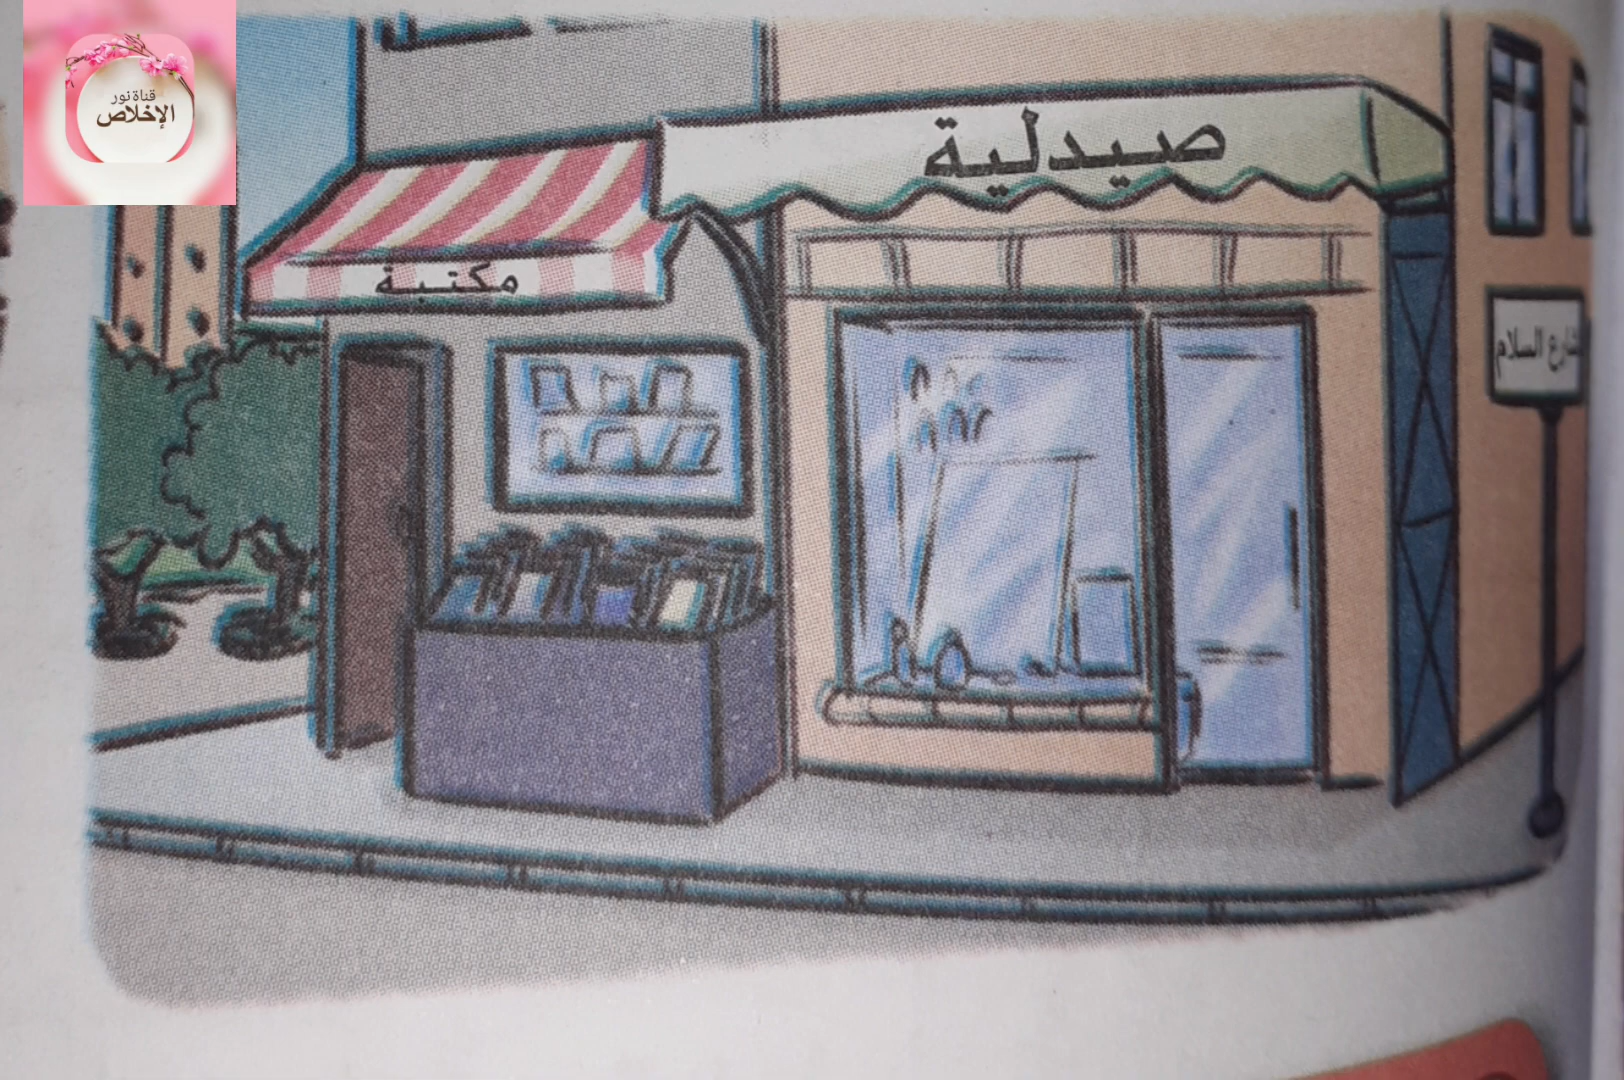 قناة نور
الإخلاص
صيدلية
مكتبة
شارع السلام